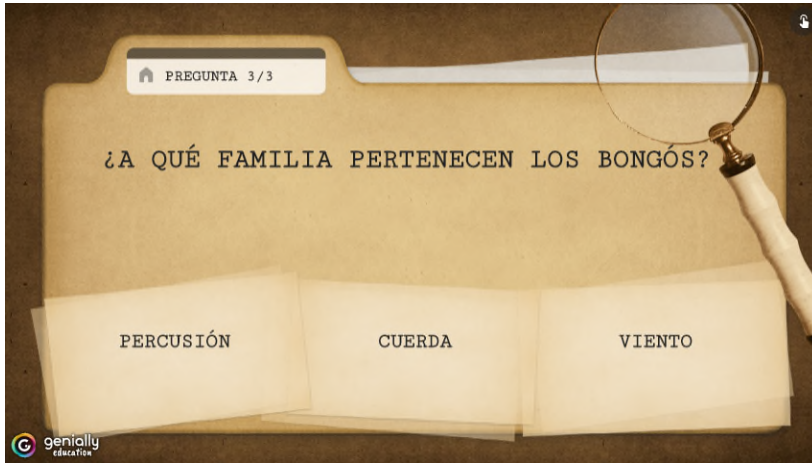 PREGUNTA 3/3
¿A QUÉ FAMILIA PERTENECEN LOS BONGÓS?
PERCUSIÓN
CUERDA
VIENTO
genially
education